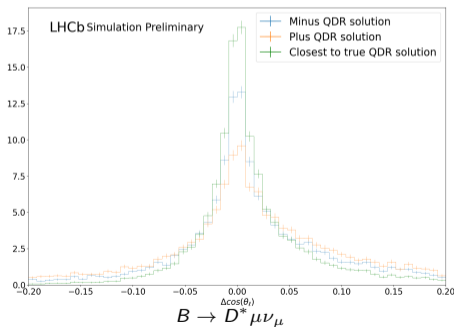 LHCb Simulation Preliminary
Minus QDR solution
Plus QDR solution
Closest to true QDR solution
17.5
15.0
12.5
10.0
7.5
5.0
2.5
0.0
−0.20 −0.15 −0.10 −0.05 0.00 0.05 0.10 0.15 0.20
Δcos(θₗ)
B → D* μν_μ